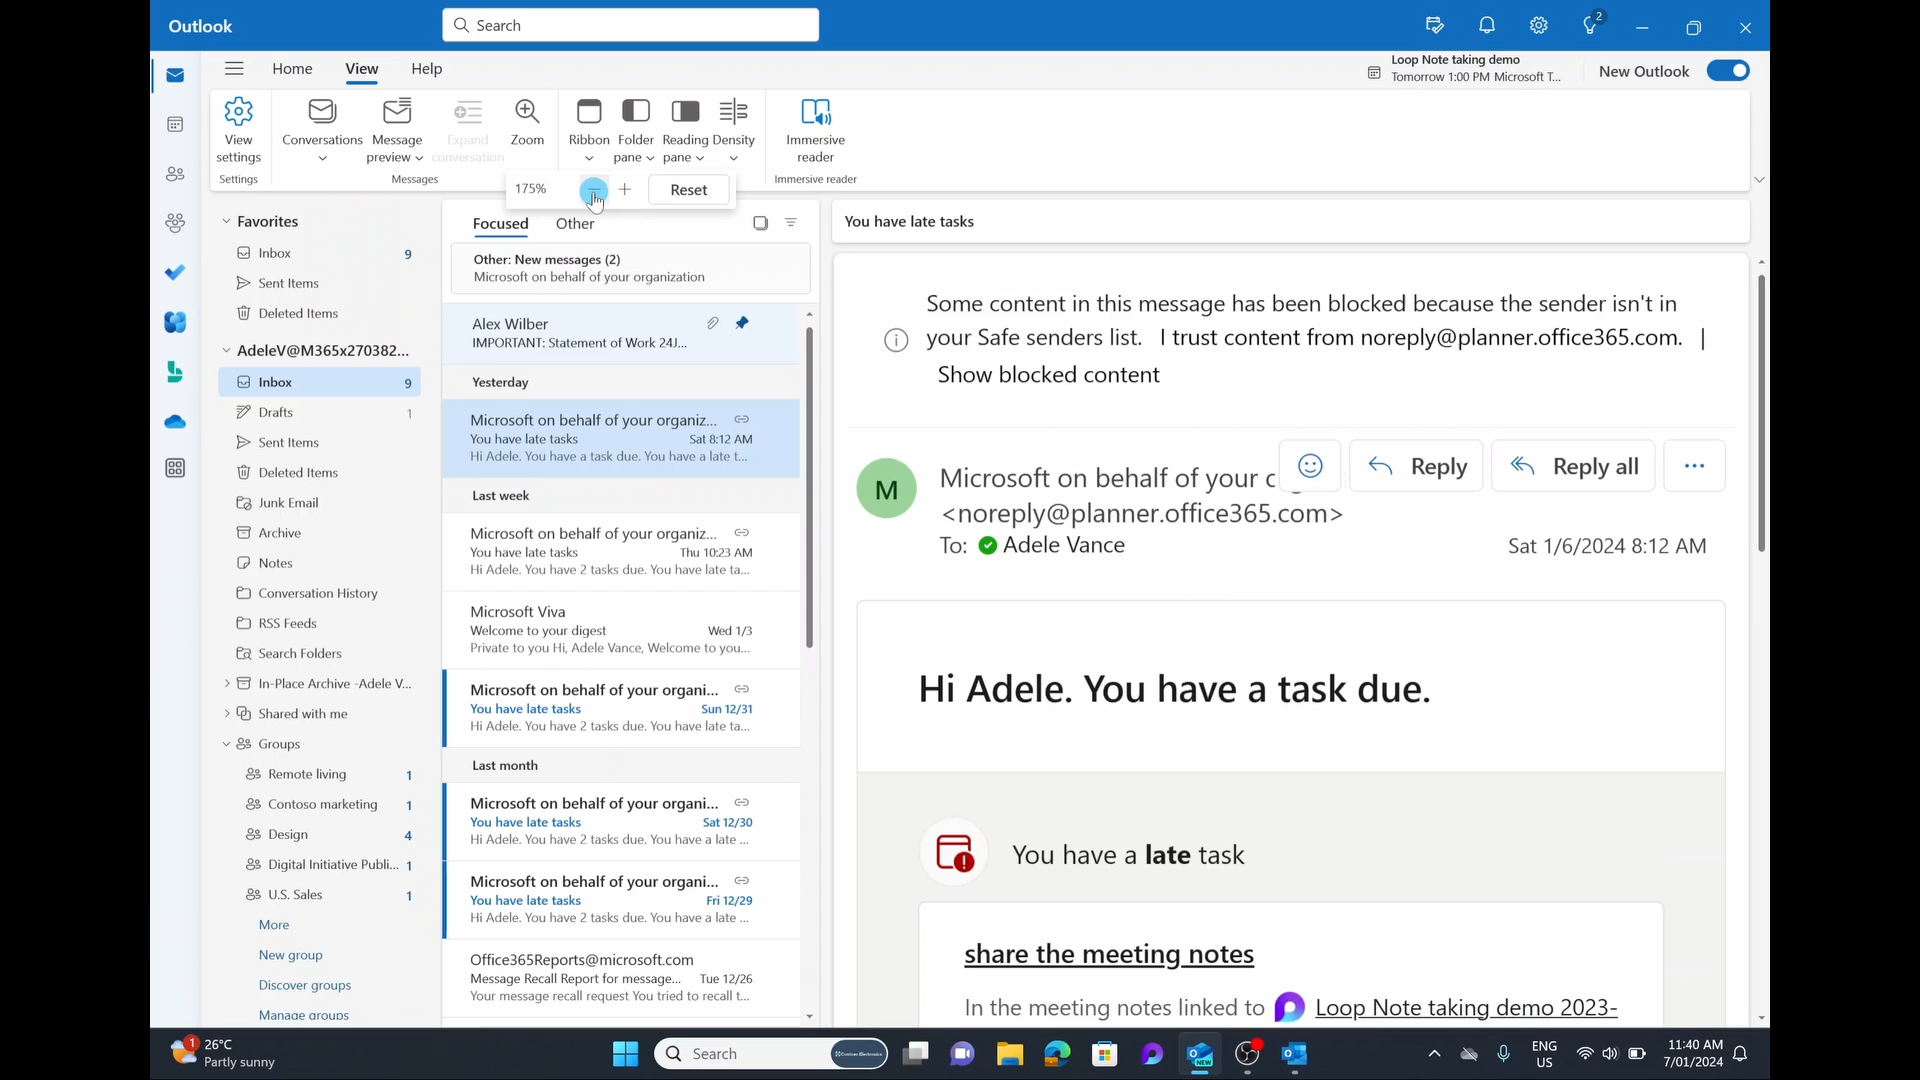 Outlook
Search
2
Home
View
Help
Loop Note taking demo
Tomorrow 1:00 PM Microsoft T...
New Outlook
View settings
Conversations
Message preview
Expand conversation
Zoom
Ribbon
Folder pane
Reading pane
Density
Immersive reader
Settings
Messages
Immersive reader
175%
Reset
Favorites
Inbox 9
Sent Items
Deleted Items
AdeleV@M365x270382...
Inbox 9
Drafts 1
Sent Items
Deleted Items
Junk Email
Archive
Notes
Conversation History
RSS Feeds
Search Folders
In-Place Archive -Adele V...
Shared with me
Groups
Remote living 1
Contoso marketing 1
Design 4
Digital Initiative Publi... 1
U.S. Sales 1
More
New group
Discover groups
Manage groups
Focused
Other
Other: New messages (2)
Microsoft on behalf of your organization
Alex Wilber
IMPORTANT: Statement of Work 24J...
Yesterday
Microsoft on behalf of your organiz...
You have late tasks Sat 8:12 AM
Hi Adele. You have a task due. You have a late t...
Last week
Microsoft on behalf of your organiz...
You have late tasks Thu 10:23 AM
Hi Adele. You have 2 tasks due. You have late ta...
Microsoft Viva
Welcome to your digest Wed 1/3
Private to you Hi, Adele Vance, Welcome to you...
Microsoft on behalf of your organi...
You have late tasks Sun 12/31
Hi Adele. You have 2 tasks due. You have late ta...
Last month
Microsoft on behalf of your organi...
You have late tasks Sat 12/30
Hi Adele. You have 2 tasks due. You have a late ...
Microsoft on behalf of your organi...
You have late tasks Fri 12/29
Hi Adele. You have 2 tasks due. You have a late ...
Office365Reports@microsoft.com
Message Recall Report for message... Tue 12/26
Your message recall request You tried to recall t...
You have late tasks
Some content in this message has been blocked because the sender isn't in
your Safe senders list. I trust content from noreply@planner.office365.com. |
Show blocked content
M
Microsoft on behalf of your
Reply
Reply all
<noreply@planner.office365.com>
To: Adele Vance
Sat 1/6/2024 8:12 AM
Hi Adele. You have a task due.
You have a late task
share the meeting notes
In the meeting notes linked to Loop Note taking demo 2023-
1
26°C
Partly sunny
Search
NEW
ENG
US
11:40 AM
7/01/2024